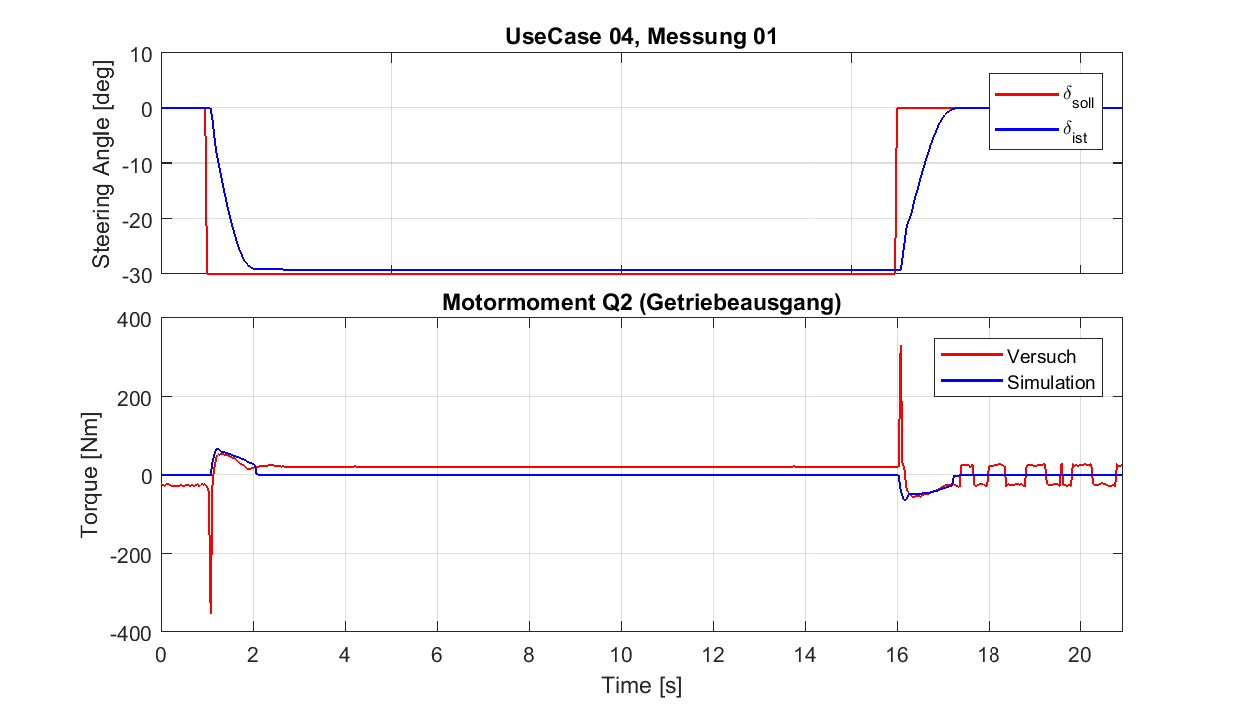 UseCase 04, Messung 01
Steering Angle [deg]
10
0
-10
-20
-30
δsoll
δist
Motormoment Q2 (Getriebeausgang)
Torque [Nm]
400
200
0
-200
-400
Versuch
Simulation
0 2 4 6 8 10 12 14 16 18 20
Time [s]